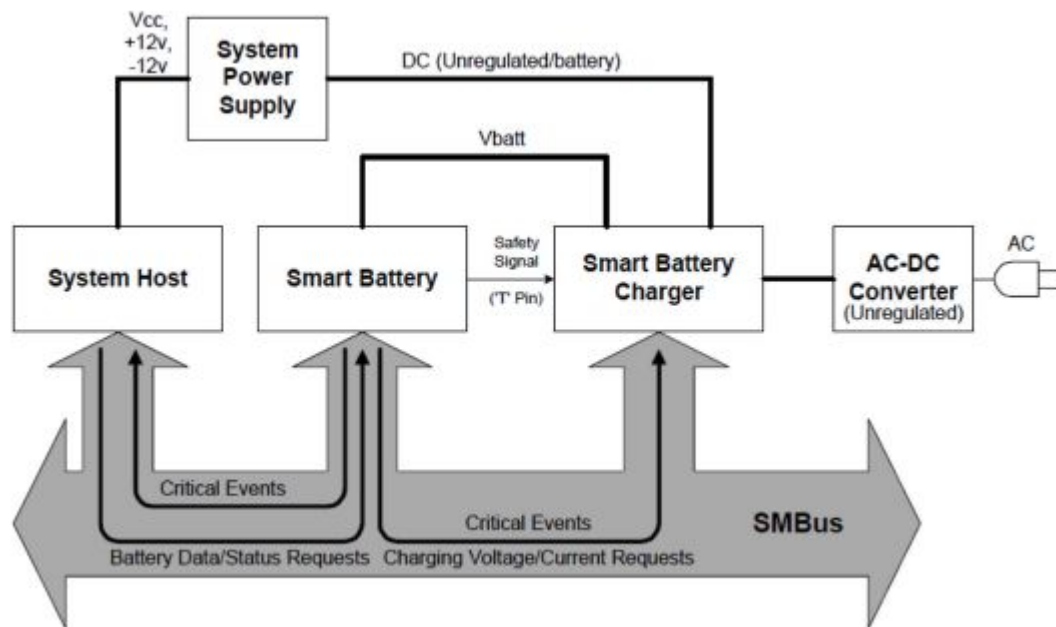 Vcc,
+12v,
-12v
System
Power
Supply
DC (Unregulated/battery)
Vbatt
System Host
Smart Battery
Safety
Signal
('T' Pin)
Smart Battery
Charger
AC-DC
Converter
(Unregulated)
AC
Critical Events
Critical Events
SMBus
Battery Data/Status Requests
Charging Voltage/Current Requests